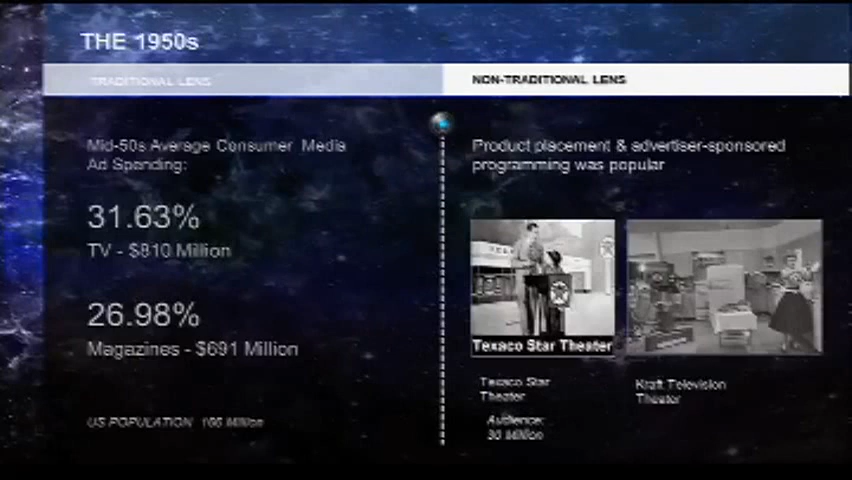 THE 1950s
TRADITIONAL LENS
NON-TRADITIONAL LENS
Mid-50s Average Consumer Media
Ad Spending:
31.63%
TV - $810 Million
26.98%
Magazines - $691 Million
US POPULATION 166 Million
Product placement & advertiser-sponsored
programming was popular
Texaco Star Theater
Texaco Star
Theater
Audience:
30 Million
Kraft Television
Theater